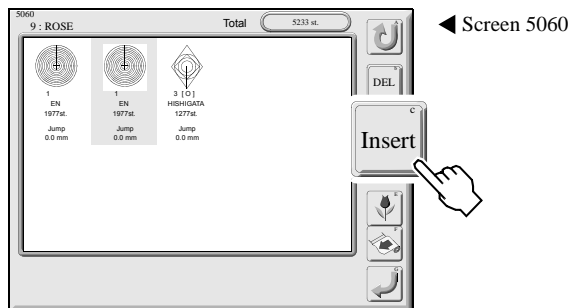 5060
9 : ROSE
Total 5233 st.
◀ Screen 5060
1 1 3 [O]
EN EN HISHIGATA
1977st. 1977st. 1277st.
Jump Jump Jump
0.0 mm 0.0 mm 0.0 mm
A
B
DEL
C
Insert
E
F
G